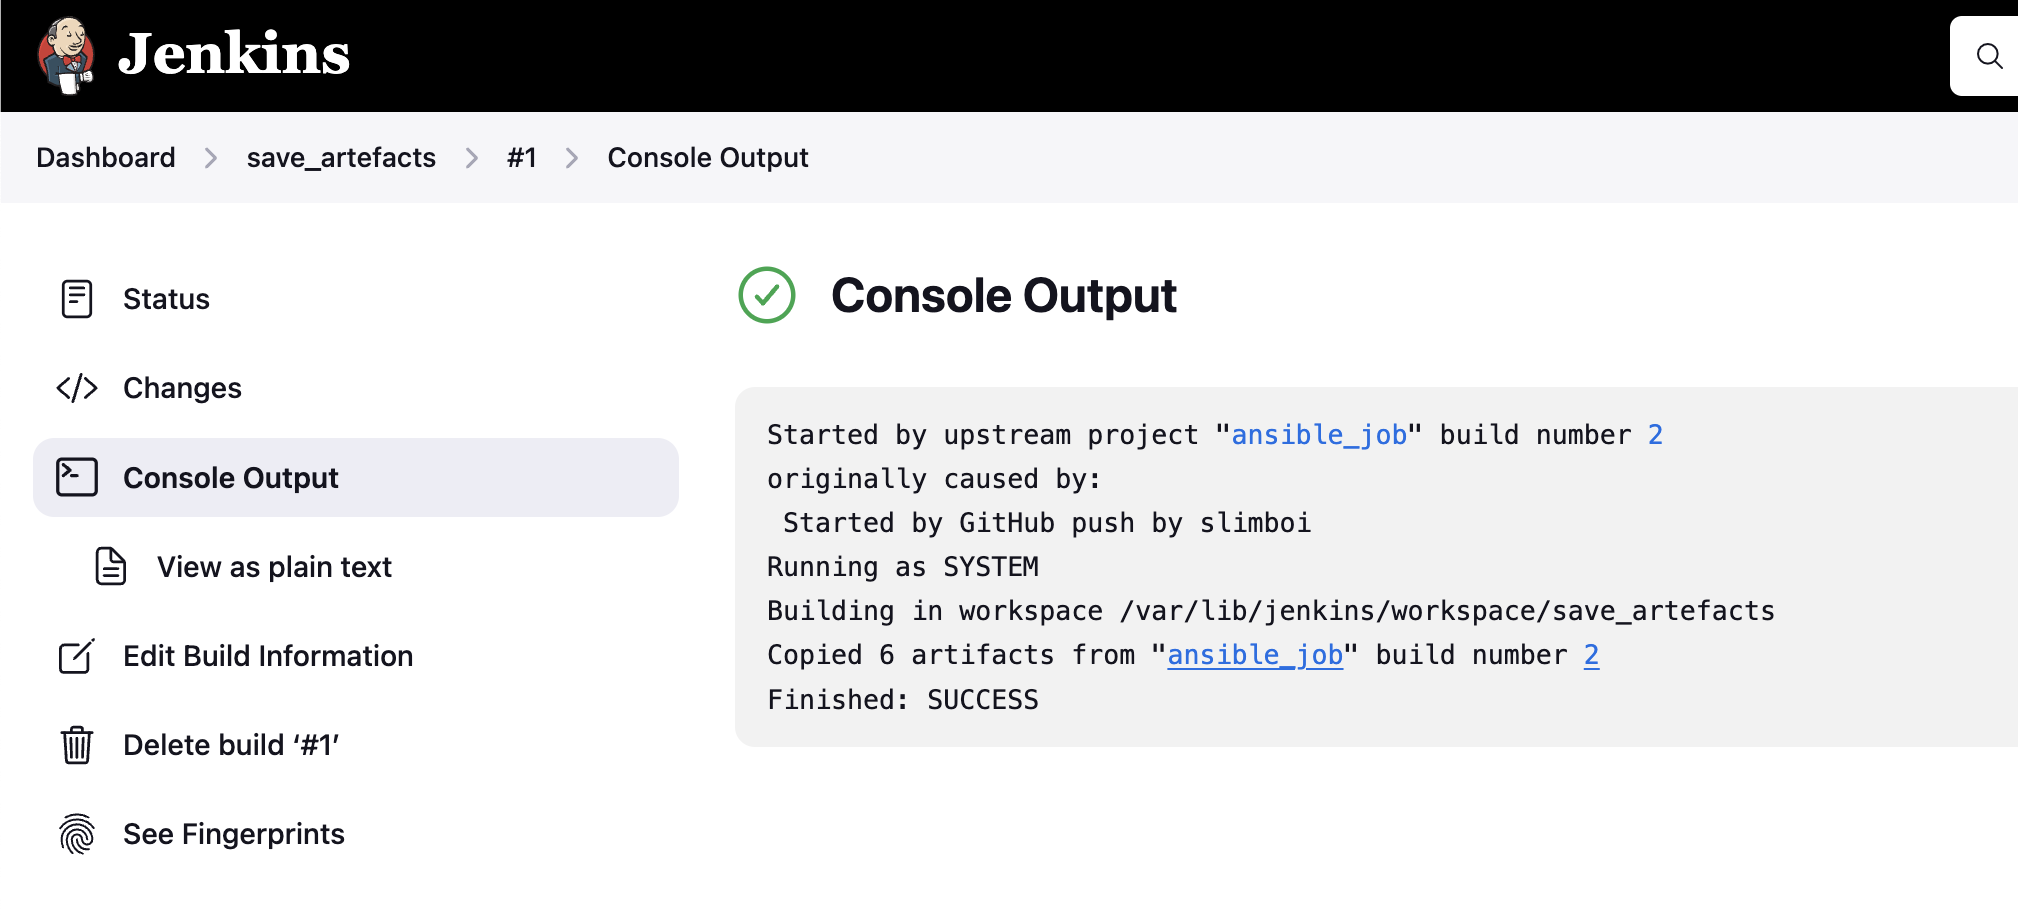 Jenkins
Dashboard > save_artefacts > #1 > Console Output
Status
Changes
Console Output
View as plain text
Edit Build Information
Delete build ‘#1’
See Fingerprints
Console Output
Started by upstream project "ansible_job" build number 2
originally caused by:
 Started by GitHub push by slimboi
Running as SYSTEM
Building in workspace /var/lib/jenkins/workspace/save_artefacts
Copied 6 artifacts from "ansible_job" build number 2
Finished: SUCCESS